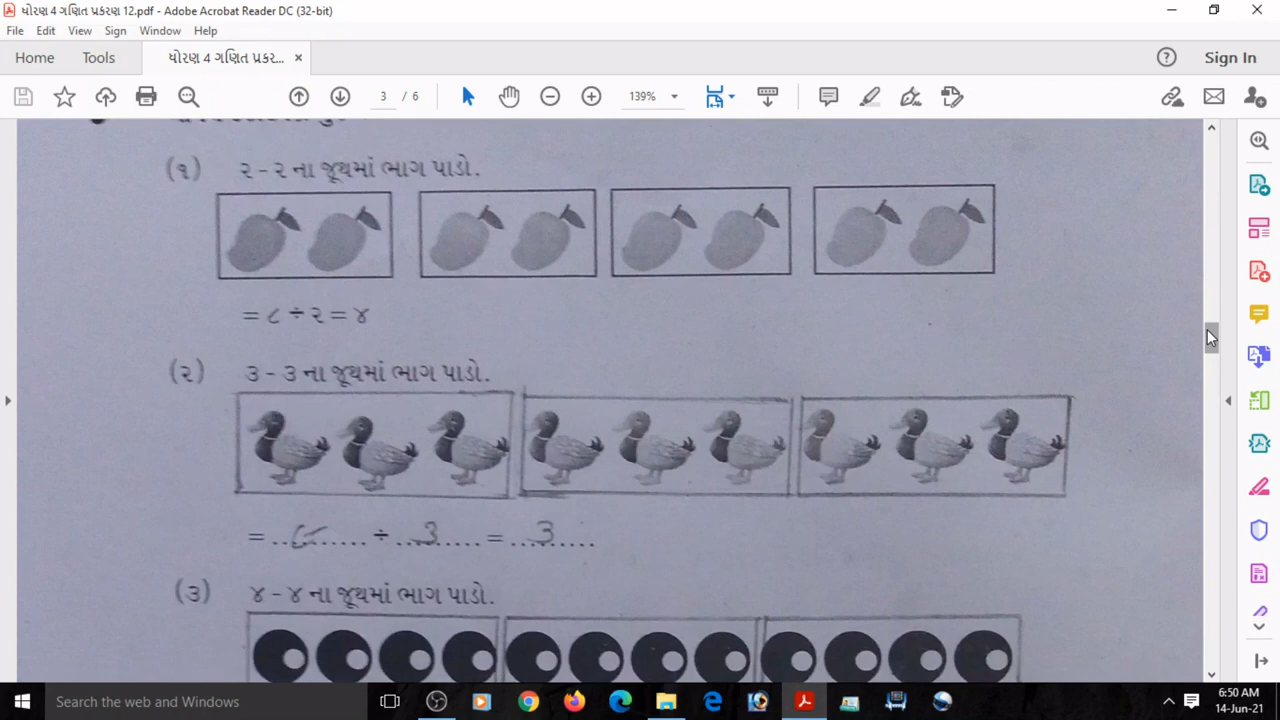 ધોરણ 4 ગણિત પ્રકરણ 12.pdf - Adobe Acrobat Reader DC (32-bit)
File Edit View Sign Window Help
Home Tools ધોરણ 4 ગણિત પ્રકર... × Sign In
3 / 6 139%
(૧) ૨ - ૨ ના જૂથમાં ભાગ પાડો.
= ૮ ÷ ૨ = ૪
(૨) ૩ - ૩ ના જૂથમાં ભાગ પાડો.
= ...૯...... ÷ ...૩...... = ...૩......
(૩) ૪ - ૪ ના જૂથમાં ભાગ પાડો.
Search the web and Windows 6:50 AM
14-Jun-21